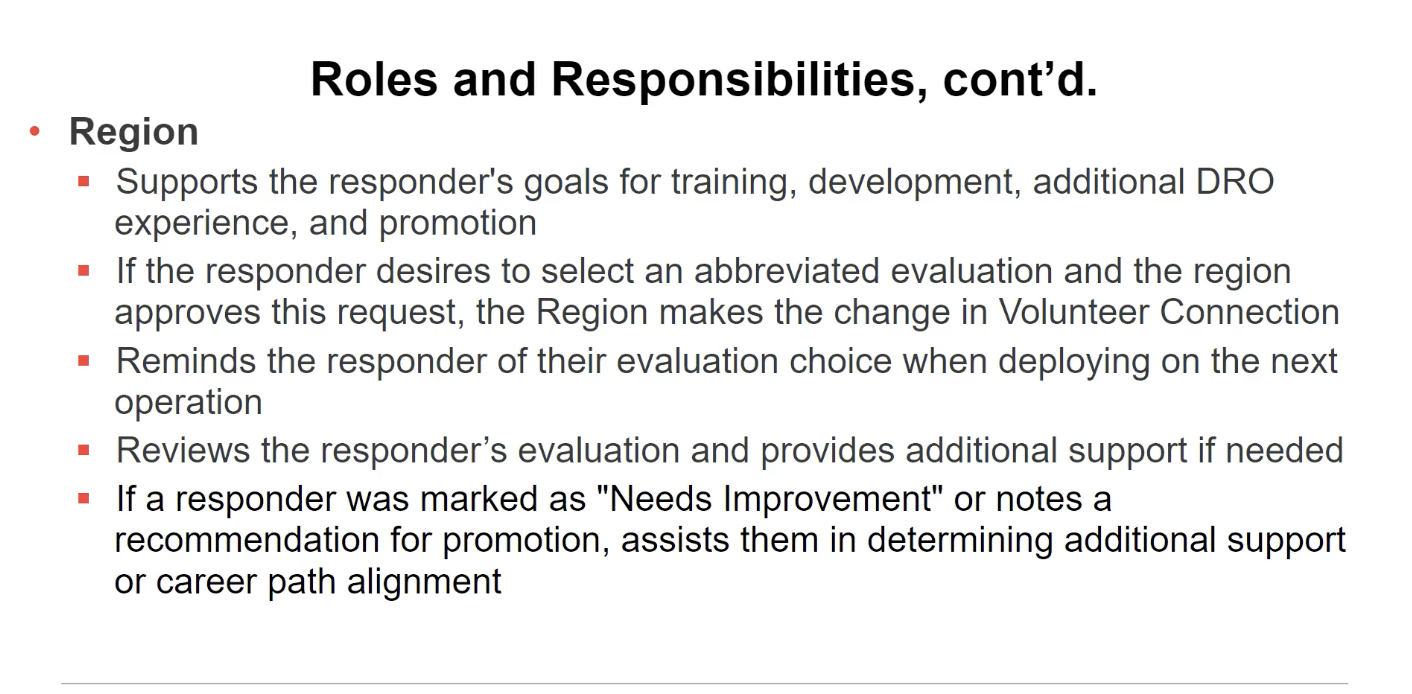 Roles and Responsibilities, cont’d.
• Region
▪ Supports the responder's goals for training, development, additional DRO
experience, and promotion
▪ If the responder desires to select an abbreviated evaluation and the region
approves this request, the Region makes the change in Volunteer Connection
▪ Reminds the responder of their evaluation choice when deploying on the next
operation
▪ Reviews the responder’s evaluation and provides additional support if needed
▪ If a responder was marked as "Needs Improvement" or notes a
recommendation for promotion, assists them in determining additional support
or career path alignment